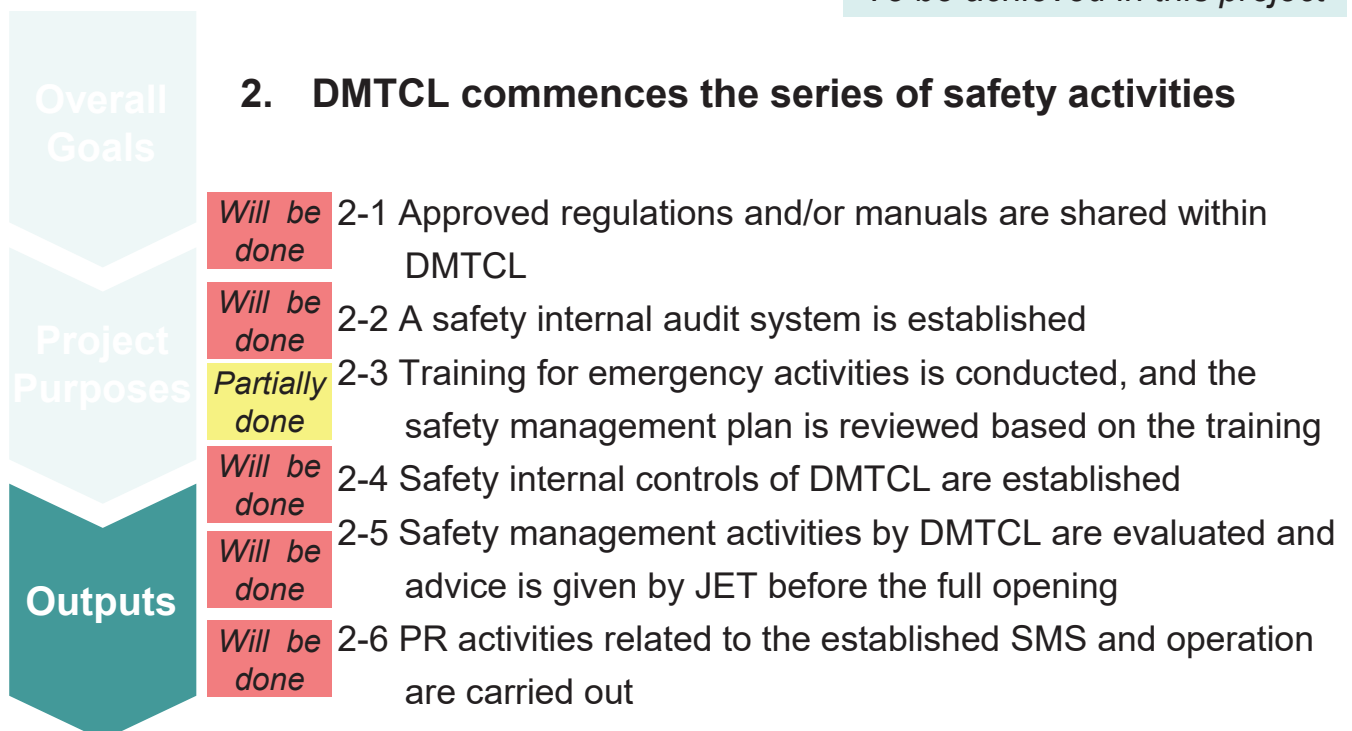 To be achieved in this project
Overall
Goals
2. DMTCL commences the series of safety activities
Will be
done
2-1 Approved regulations and/or manuals are shared within
DMTCL
Will be
done
2-2 A safety internal audit system is established
Project
Purposes
Partially
done
2-3 Training for emergency activities is conducted, and the
safety management plan is reviewed based on the training
Will be
done
2-4 Safety internal controls of DMTCL are established
Will be
done
2-5 Safety management activities by DMTCL are evaluated and
advice is given by JET before the full opening
Outputs
Will be
done
2-6 PR activities related to the established SMS and operation
are carried out